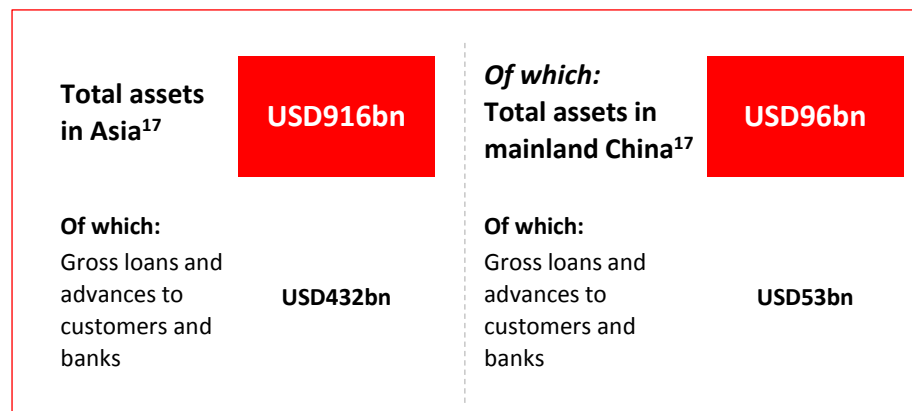 Total assets
in Asia17
USD916bn
Of which:
Total assets in
mainland China17
USD96bn
Of which:
Gross loans and
advances to
customers and
banks
USD432bn
Of which:
Gross loans and
advances to
customers and
banks
USD53bn